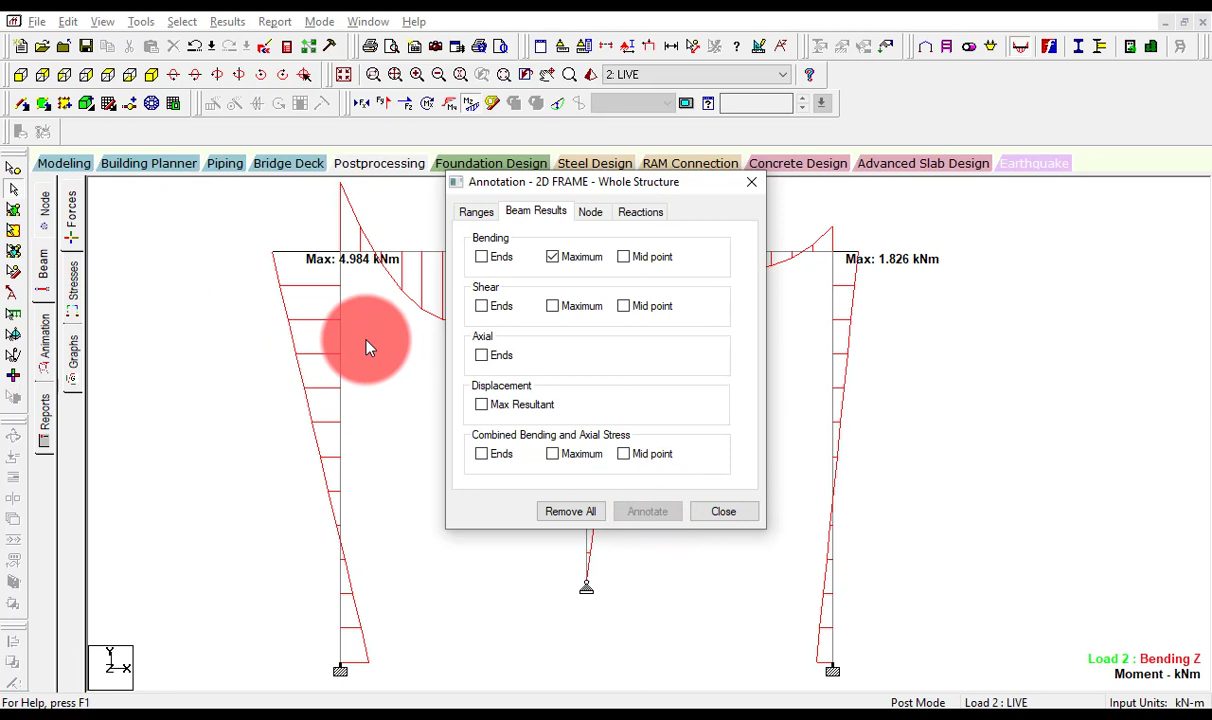 File Edit View Tools Select Results Report Mode Window Help
2: LIVE
Modeling Building Planner Piping Bridge Deck Postprocessing Foundation Design Steel Design RAM Connection Concrete Design Advanced Slab Design Earthquake
Node
Beam
Animation
Reports
Forces
Stresses
Graphs
Max: 4.984 kNm
Max: 1.826 kNm
Annotation - 2D FRAME - Whole Structure
Ranges Beam Results Node Reactions
Bending
Ends Maximum Mid point
Shear
Ends Maximum Mid point
Axial
Ends
Displacement
Max Resultant
Combined Bending and Axial Stress
Ends Maximum Mid point
Remove All Annotate Close
Y
Z X
Load 2 : Bending Z
Moment - kNm
For Help, press F1 Post Mode Load 2 : LIVE Input Units: kN-m